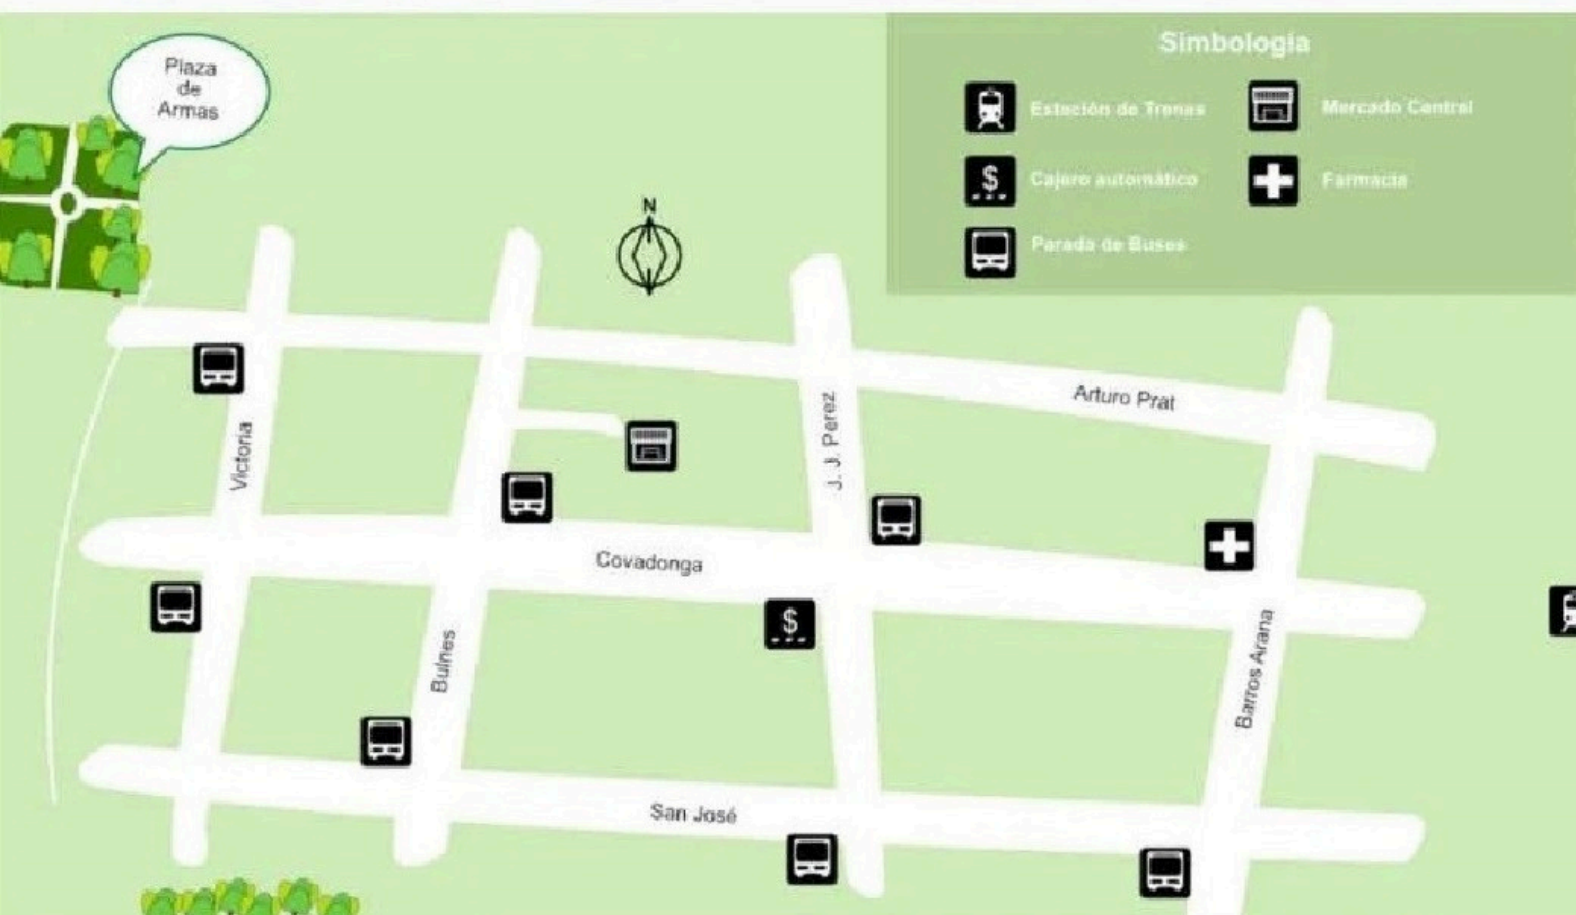 Plaza
de
Armas
Simbología
Estación de Trenes
Mercado Central
$
Cajero automático
Farmacia
Parada de Buses
N
Arturo Prat
J. J. Perez
Victoria
Covadonga
$
Bulnes
Barros Arana
San José